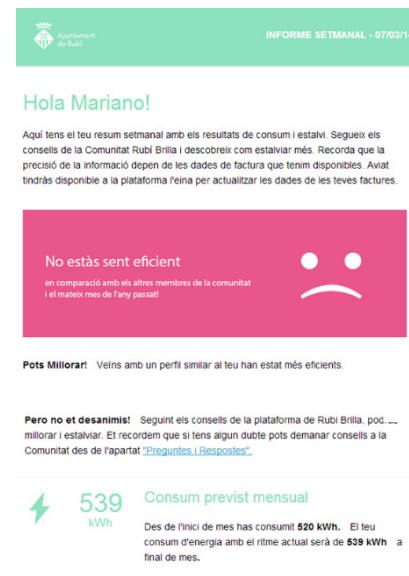 Ajuntament
de Rubí
INFORME SETMANAL - 07/03/1
Hola Mariano!
Aquí tens el teu resum setmanal amb els resultats de consum i estalvi. Segueix els
consells de la Comunitat Rubí Brilla i descobreix com estalviar més. Recorda que la
precisió de la informació depen de les dades de factura que tenim disponibles. Aviat
tindràs disponible a la plataforma l'eina per actualitzar les dades de les teves factures.
No estàs sent eficient
en comparació amb els altres membres de la comunitat
i el mateix mes de l'any passat!
Pots Millorar! Veïns amb un perfil similar al teu han estat més eficients.
Pero no et desanimis! Seguint els consells de la plataforma de Rubi Brilla, pod...
millorar i estalviar. Et recordem que si tens algun dubte pots demanar consells a la
Comunitat des de l'apartat "Preguntes i Respostes".
539
kWh
Consum previst mensual
Des de l'inici de mes has consumit 520 kWh. El teu
consum d'energia amb el ritme actual serà de 539 kWh a
final de mes.